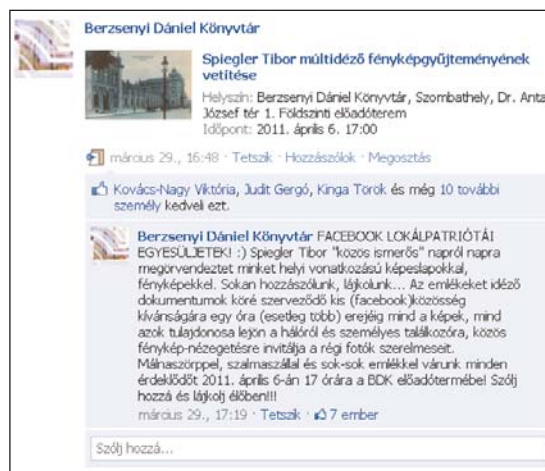 Berzsenyi Dániel Könyvtár
Spiegler Tibor múltidéző fényképgyűjteményének
vetítése
Helyszín: Berzsenyi Dániel Könyvtár, Szombathely, Dr. Anta
József tér 1. Földszinti előadóterem
Időpont: 2011. április 6. 17:00
március 29., 16:48 · Tetszik · Hozzászólok · Megosztás
Kovács-Nagy Viktória, Judit Gergó, Kinga Török és még 10 további
személy kedveli ezt.
Berzsenyi Dániel Könyvtár FACEBOOK LOKÁLPATRIÓTÁI
EGYESÜLJETEK! :) Spiegler Tibor "közös ismerős" napról napra
megörvendeztet minket helyi vonatkozású képeslapokkal,
fényképekkel. Sokan hozzászólunk, lájkolunk... Az emlékeket idéző
dokumentumok köré szerveződő kis (facebook)közösség
kívánságára egy óra (esetleg több) erejéig mind a képek, mind
azok tulajdonosa lejön a hálóról és személyes találkozóra, közös
fénykép-nézegetésre invitálja a régi fotók szerelmeseit.
Málnaszörppel, szalmaszállal és sok-sok emlékkel várunk minden
érdeklődőt 2011. április 6-án 17 órára a BDK előadótermébe! Szólj
hozzá és lájkolj élőben!!!
március 29., 17:19 · Tetszik · 7 ember
Szólj hozzá...